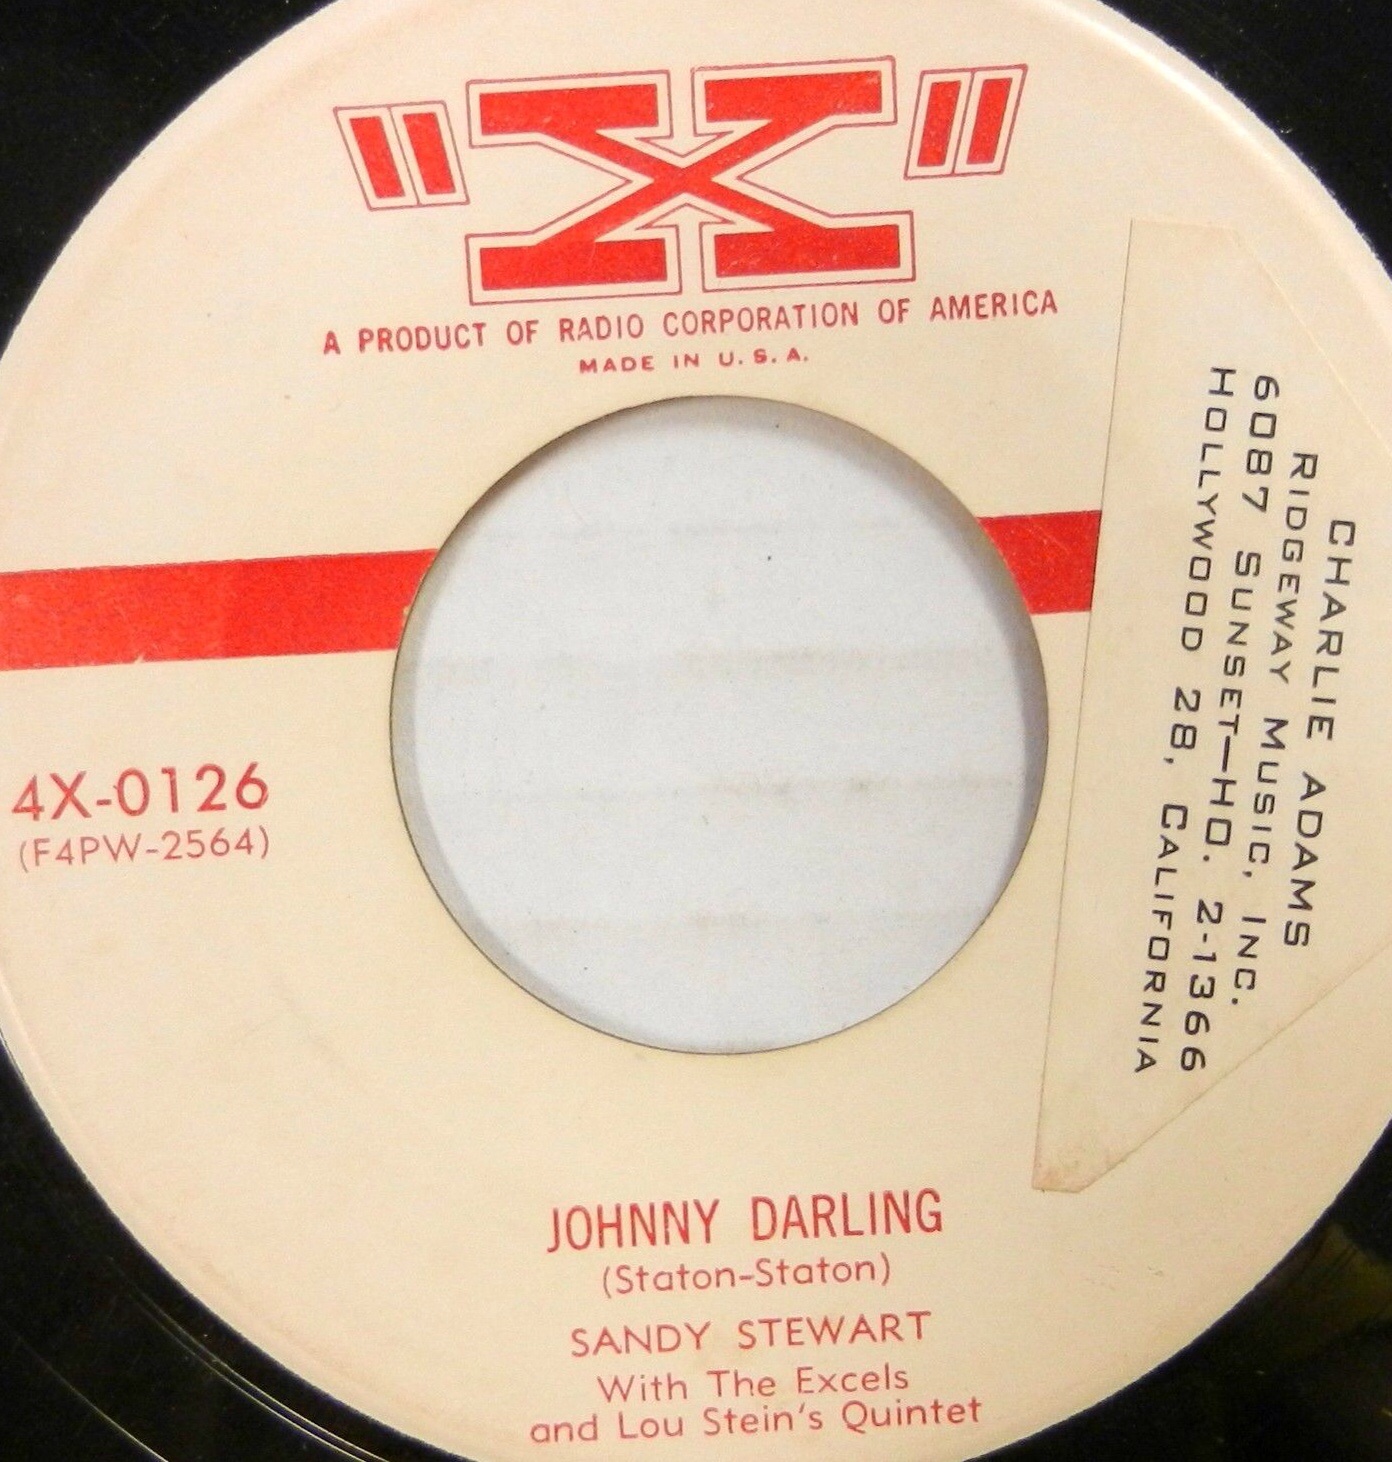 "X"
A PRODUCT OF RADIO CORPORATION OF AMERICA
MADE IN U. S. A.
4X-0126
(F4PW-2564)
CHARLIE ADAMS
RIDGEWAY MUSIC, INC.
6087 SUNSET—HO. 2-1366
HOLLYWOOD 28, CALIFORNIA
JOHNNY DARLING
(Staton-Staton)
SANDY STEWART
With The Excels
and Lou Stein's Quintet